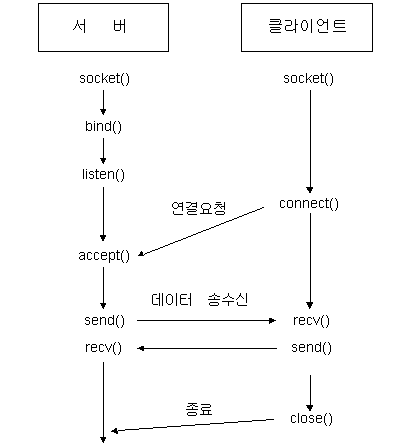 서 버 클라이언트
socket() socket()
bind()
listen()
연결요청 connect()
accept()
데이터 송수신
send() recv()
recv() send()
종료 close()